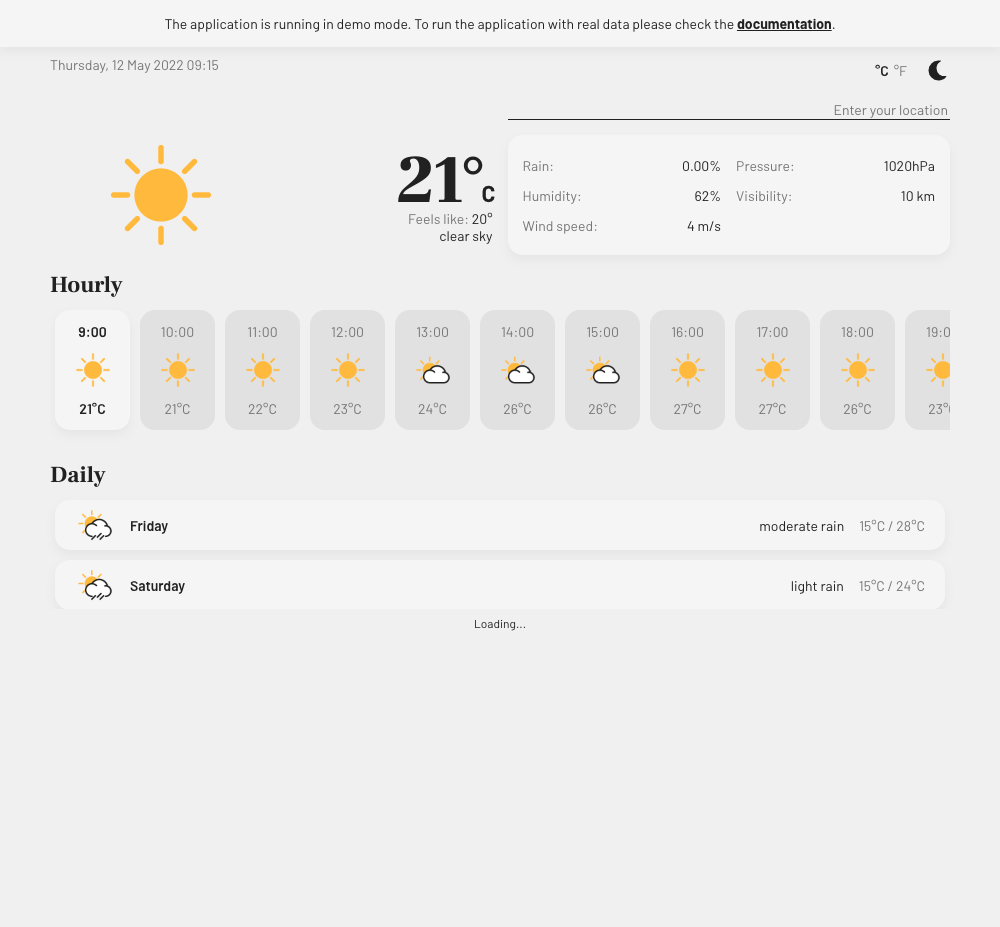 The application is running in demo mode. To run the application with real data please check the documentation.
Thursday, 12 May 2022 09:15
°C °F
Enter your location
21°C
Feels like: 20°
clear sky
Rain: 0.00% Pressure: 1020hPa
Humidity: 62% Visibility: 10 km
Wind speed: 4 m/s
Hourly
9:00 10:00 11:00 12:00 13:00 14:00 15:00 16:00 17:00 18:00 19:0
21°C 21°C 22°C 23°C 24°C 26°C 26°C 27°C 27°C 26°C 23°
Daily
Friday moderate rain 15°C / 28°C
Saturday light rain 15°C / 24°C
Loading...